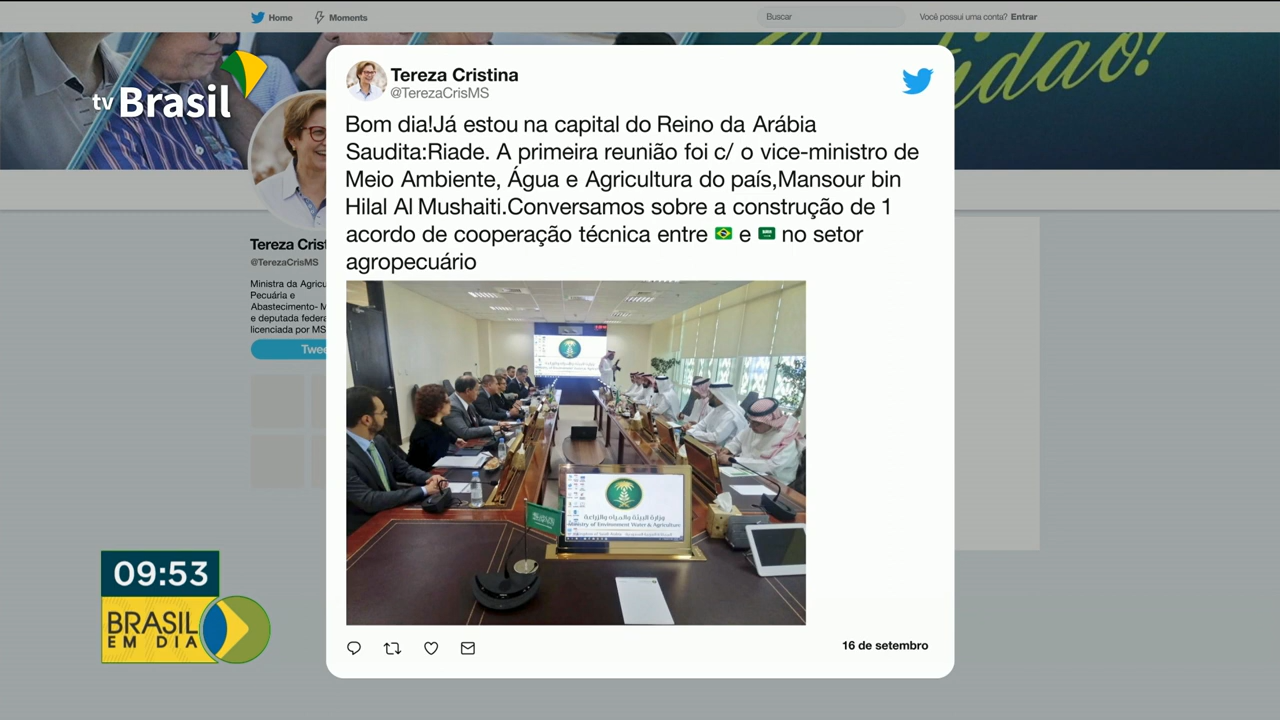 Home
Moments
Buscar
Você possui uma conta? Entrar
tv Brasil
Tereza Cristina
@TerezaCrisMS
Bom dia!Já estou na capital do Reino da Arábia
Saudita:Riade. A primeira reunião foi c/ o vice-ministro de
Meio Ambiente, Água e Agricultura do país,Mansour bin
Hilal Al Mushaiti.Conversamos sobre a construção de 1
acordo de cooperação técnica entre 🇧🇷 e 🇸🇦 no setor
agropecuário
Tereza Crist
@TerezaCrisMS
Ministra da Agricu
Pecuária e
Abastecimento- M
e deputada federa
licenciada por MS
Twee
وزارة البيئة والمياه والزراعة
Ministry of Environment Water & Agriculture
16 de setembro
09:53
BRASIL
EM DIA